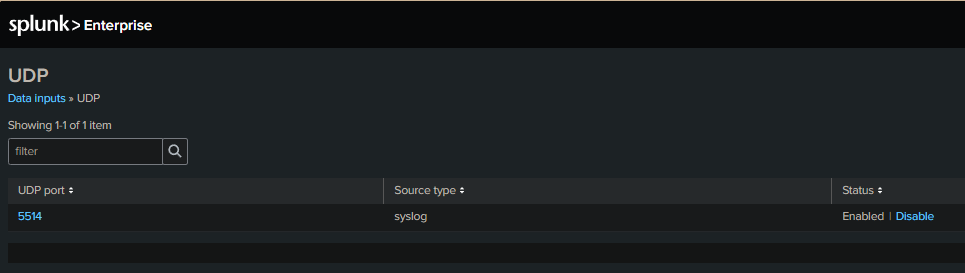 splunk> Enterprise
UDP
Data inputs » UDP
Showing 1-1 of 1 item
filter
UDP port Source type Status
5514 syslog Enabled | Disable